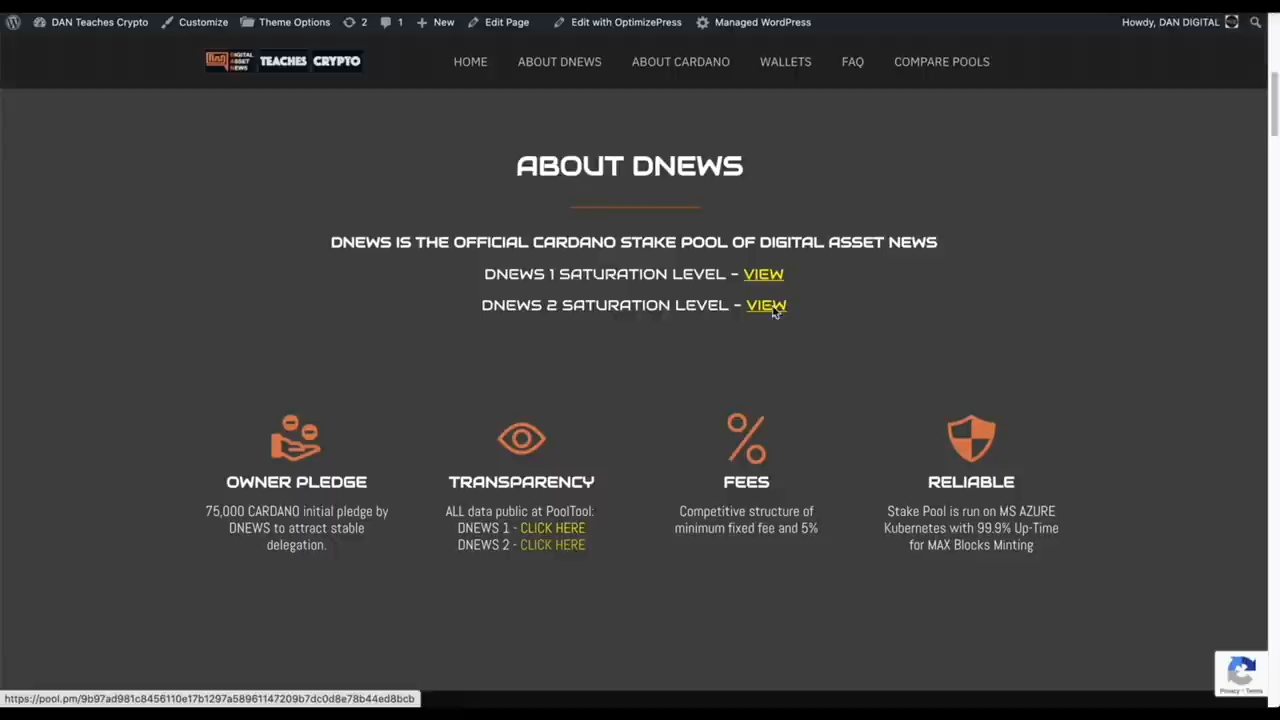 DAN Teaches Crypto Customize Theme Options 2 1 New Edit Page Edit with OptimizePress Managed WordPress Howdy, DAN DIGITAL
DIGITAL ASSET NEWS TEACHES CRYPTO
HOME ABOUT DNEWS ABOUT CARDANO WALLETS FAQ COMPARE POOLS
ABOUT DNEWS
DNEWS IS THE OFFICIAL CARDANO STAKE POOL OF DIGITAL ASSET NEWS
DNEWS 1 SATURATION LEVEL - VIEW
DNEWS 2 SATURATION LEVEL - VIEW
OWNER PLEDGE
75,000 CARDANO initial pledge by
DNEWS to attract stable
delegation.
TRANSPARENCY
ALL data public at PoolTool:
DNEWS 1 - CLICK HERE
DNEWS 2 - CLICK HERE
FEES
Competitive structure of
minimum fixed fee and 5%
RELIABLE
Stake Pool is run on MS AZURE
Kubernetes with 99.9% Up-Time
for MAX Blocks Minting
Privacy - Terms
https://pool.pm/9b97ad981c8456110e17b1297a58961147209b7dc0d8e78b44ed8bcb